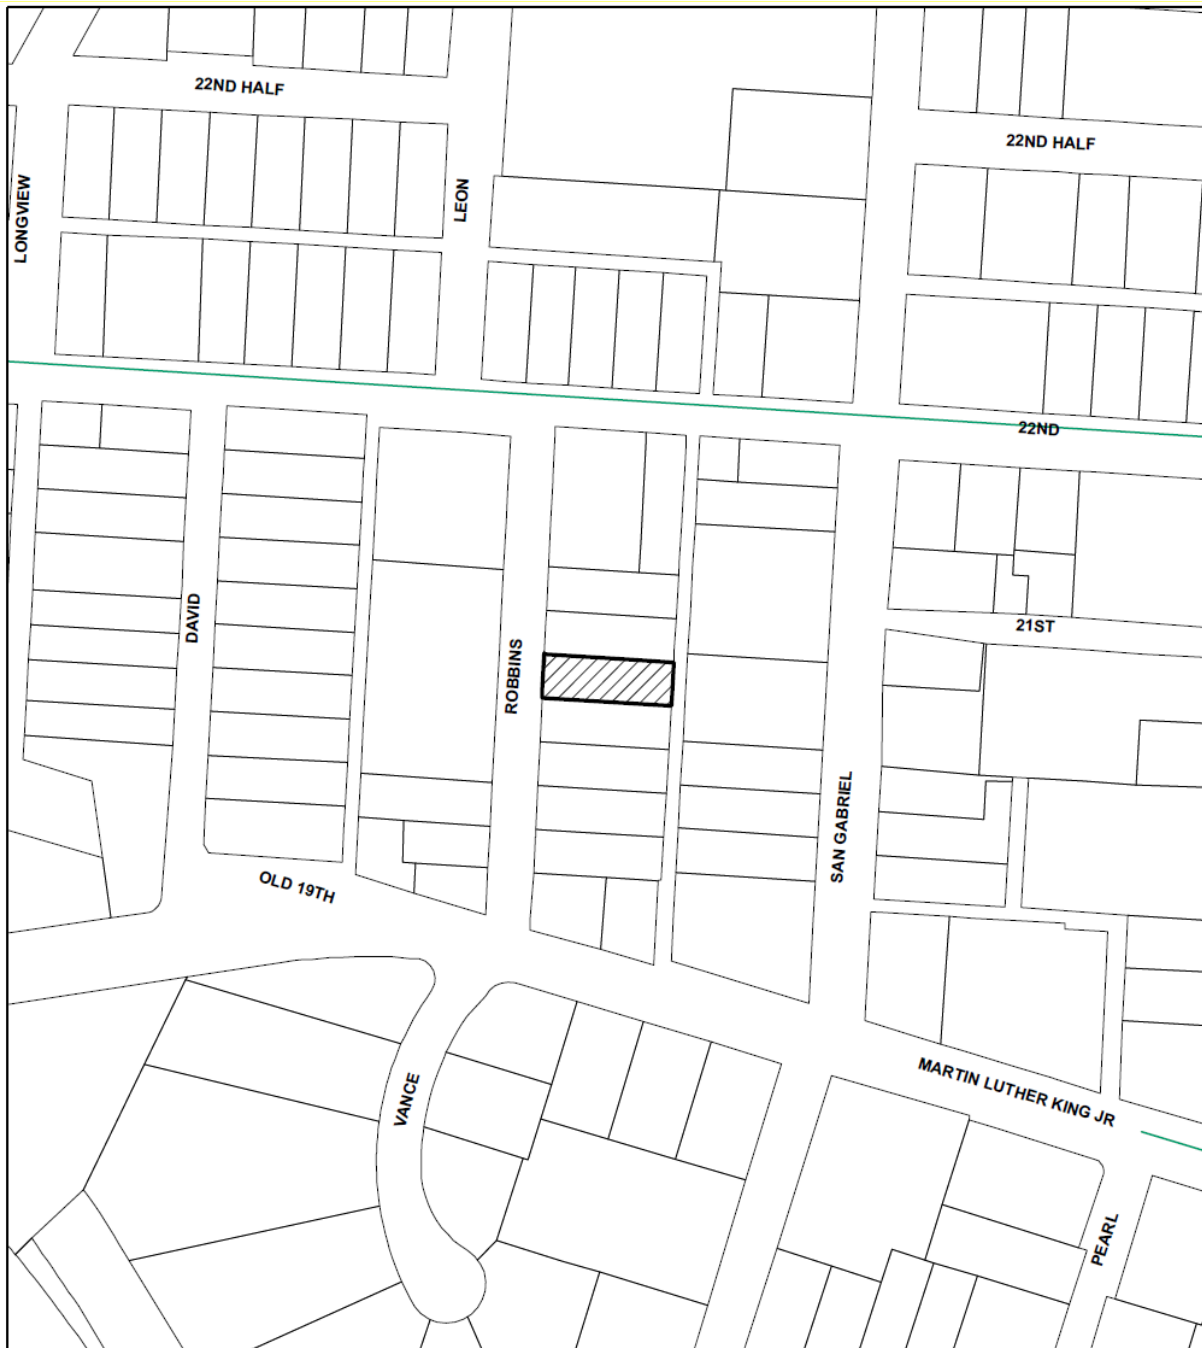 22ND HALF
22ND HALF
LONGVIEW
LEON
22ND
DAVID
21ST
ROBBINS
SAN GABRIEL
OLD 19TH
VANCE
MARTIN LUTHER KING JR
PEARL